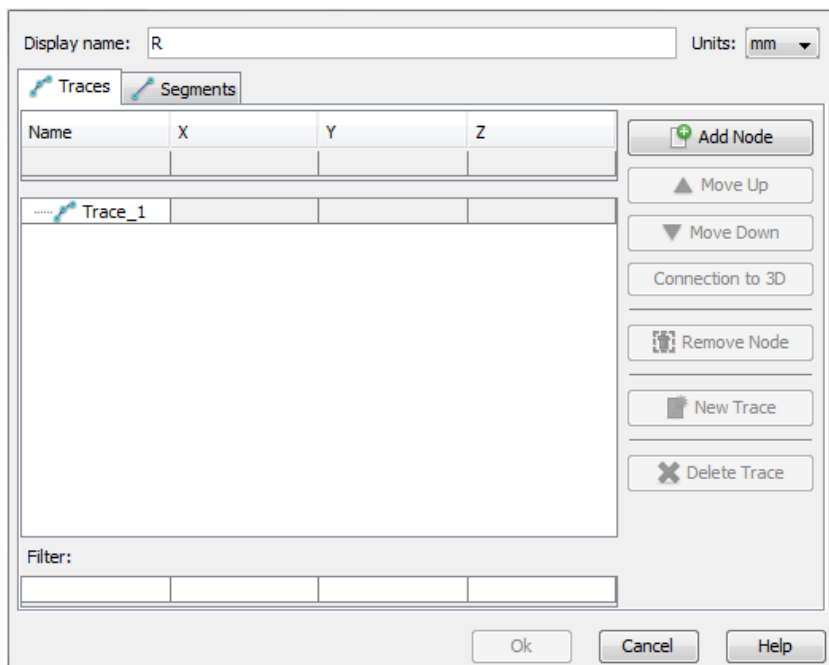 Display name: R Units: mm
Traces Segments
Name X Y Z
Add Node
Move Up
Trace_1
Move Down
Connection to 3D
Remove Node
New Trace
Delete Trace
Filter:
Ok Cancel Help